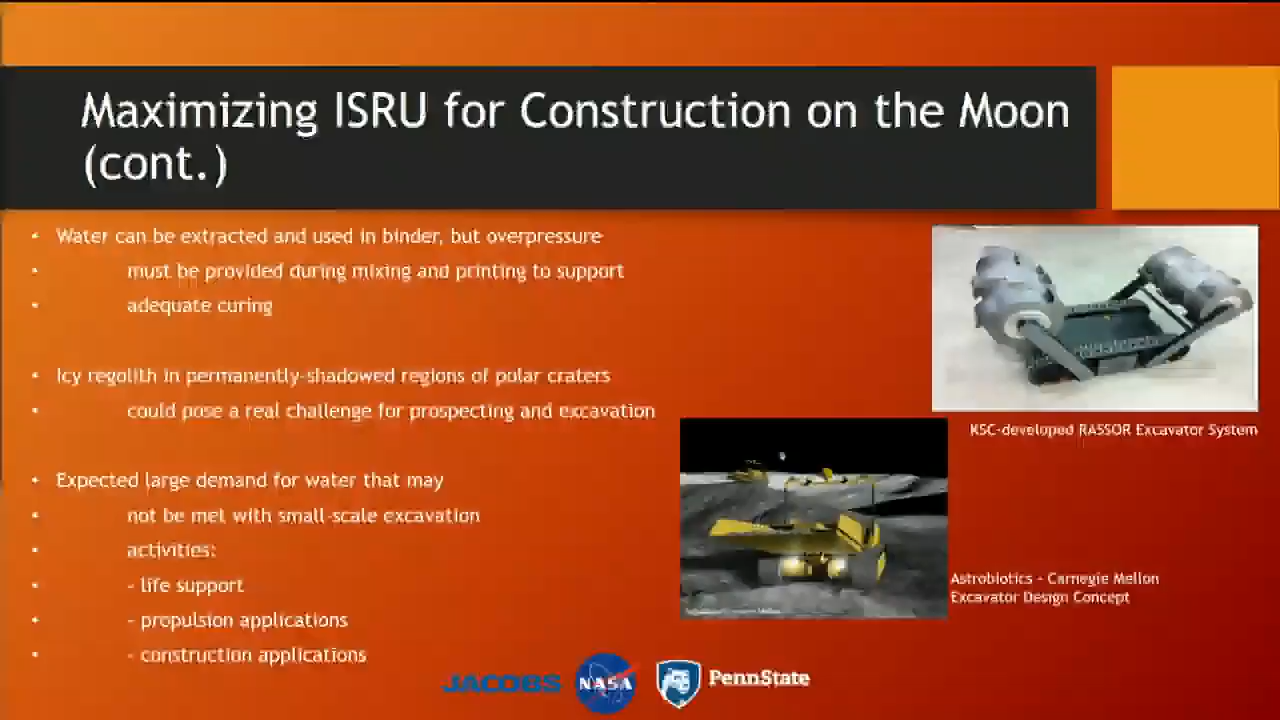 Maximizing ISRU for Construction on the Moon
(cont.)
• Water can be extracted and used in binder, but overpressure
• must be provided during mixing and printing to support
• adequate curing
• Icy regolith in permanently-shadowed regions of polar craters
• could pose a real challenge for prospecting and excavation
• Expected large demand for water that may
• not be met with small-scale excavation
• activities:
• - life support
• - propulsion applications
• - construction applications
KSC-developed RASSOR Excavator System
Astrobiotics - Carnegie Mellon
Excavator Design Concept
JACOBS
NASA
PennState